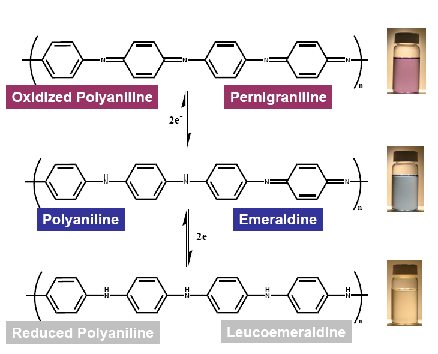 N N N N
n
Oxidized Polyaniline Pernigraniline
2e-
H H
N N N N
n
Polyaniline Emeraldine
2e
H H H H
N N N N
n
Reduced Polyaniline Leucoemeraldine